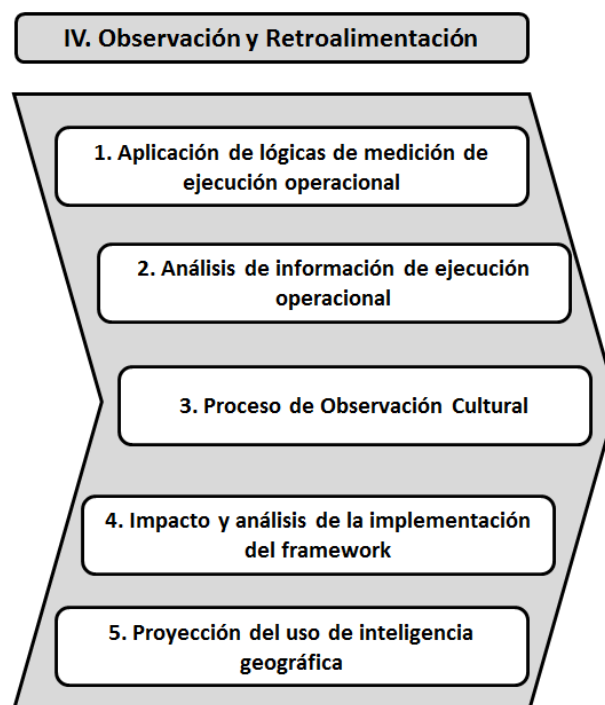 IV. Observación y Retroalimentación
1. Aplicación de lógicas de medición de
ejecución operacional
2. Análisis de información de ejecución
operacional
3. Proceso de Observación Cultural
4. Impacto y análisis de la implementación
del framework
5. Proyección del uso de inteligencia
geográfica